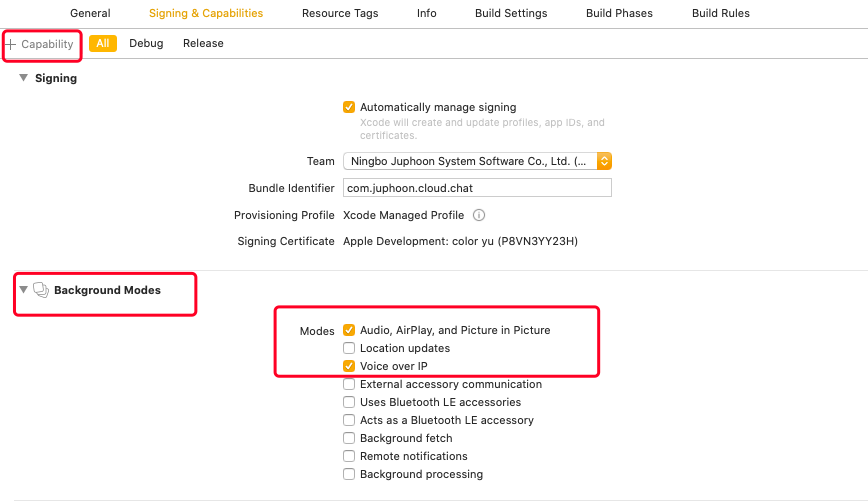 General Signing & Capabilities Resource Tags Info Build Settings Build Phases Build Rules
+ Capability All Debug Release
Signing
Automatically manage signing
Xcode will create and update profiles, app IDs, and
certificates.
Team Ningbo Juphoon System Software Co., Ltd. (...
Bundle Identifier com.juphoon.cloud.chat
Provisioning Profile Xcode Managed Profile
Signing Certificate Apple Development: color yu (P8VN3YY23H)
Background Modes
Modes Audio, AirPlay, and Picture in Picture
Location updates
Voice over IP
External accessory communication
Uses Bluetooth LE accessories
Acts as a Bluetooth LE accessory
Background fetch
Remote notifications
Background processing